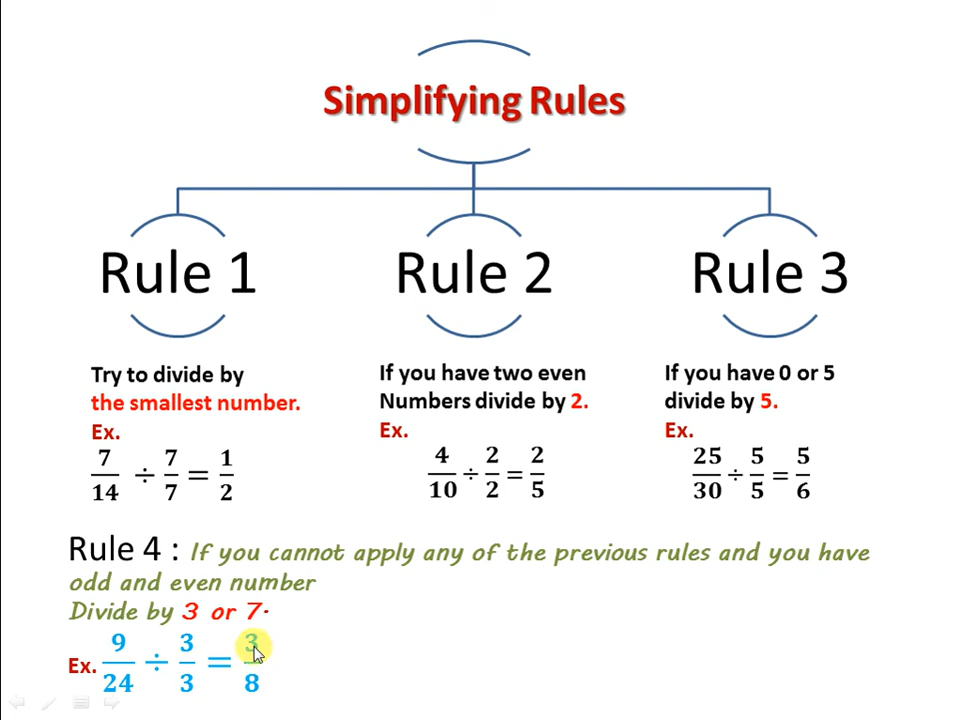 Simplifying Rules
Rule 1
Rule 2
Rule 3
Try to divide by
the smallest number.
Ex.
7/14 ÷ 7/7 = 1/2
If you have two even
Numbers divide by 2.
Ex.
4/10 ÷ 2/2 = 2/5
If you have 0 or 5
divide by 5.
Ex.
25/30 ÷ 5/5 = 5/6
Rule 4 : If you cannot apply any of the previous rules and you have
odd and even number
Divide by 3 or 7.
Ex. 9/24 ÷ 3/3 = 3/8